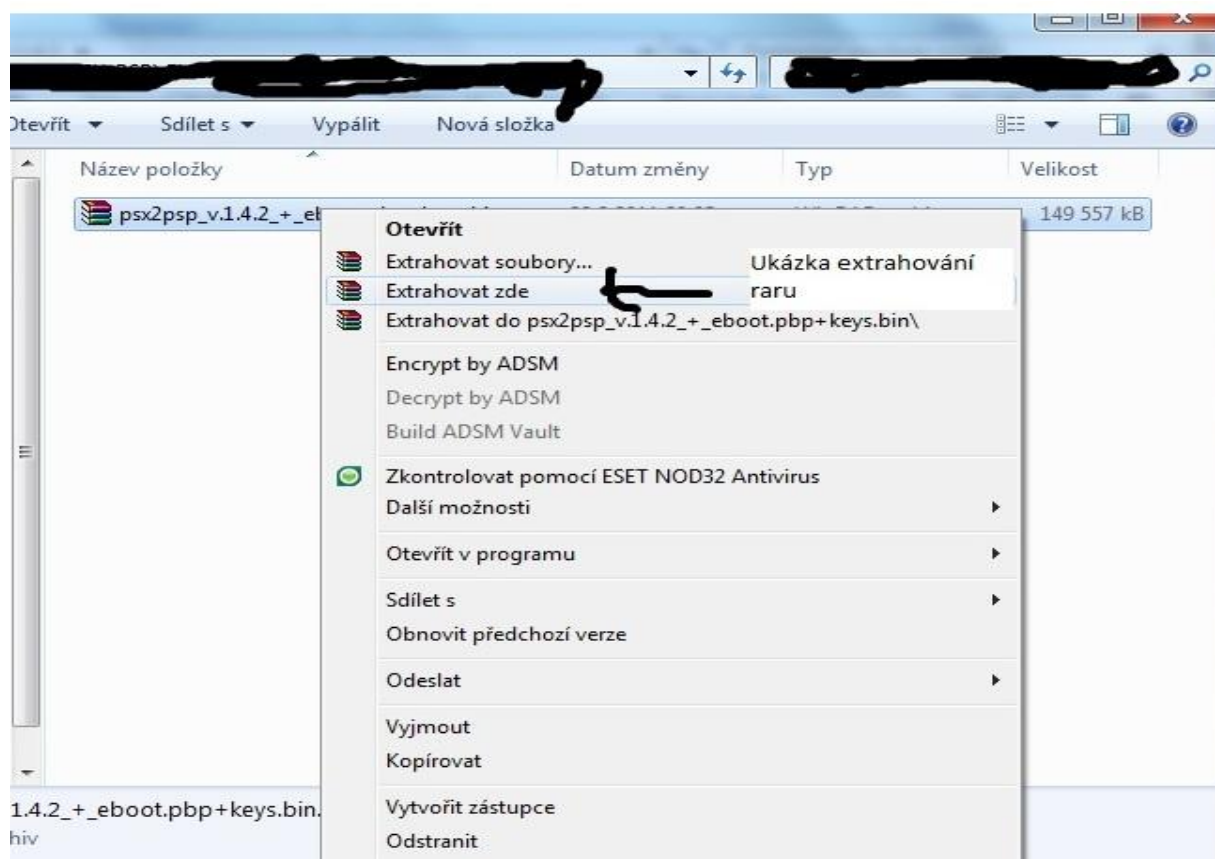 Otevřít Sdílet s Vypálit Nová složka
Název položky Datum změny Typ Velikost
psx2psp_v.1.4.2_+_eb 149 557 kB
Otevřít
Extrahovat soubory...
Extrahovat zde
Ukázka extrahování
raru
Extrahovat do psx2psp_v.1.4.2_+_eboot.pbp+keys.bin\
Encrypt by ADSM
Decrypt by ADSM
Build ADSM Vault
Zkontrolovat pomocí ESET NOD32 Antivirus
Další možnosti
Otevřít v programu
Sdílet s
Obnovit předchozí verze
Odeslat
Vyjmout
Kopírovat
Vytvořit zástupce
Odstranit
1.4.2_+_eboot.pbp+keys.bin.
hiv